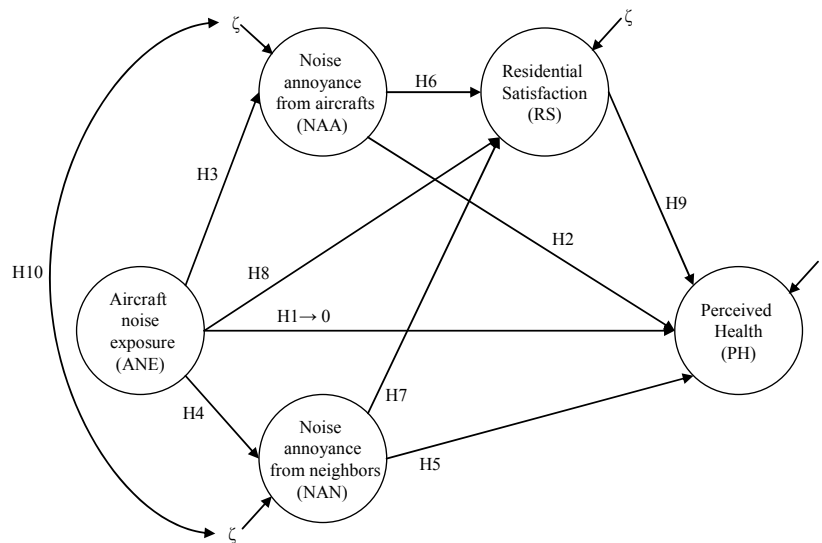 ζ
ζ
Noise
annoyance
from aircrafts
(NAA)
H6
Residential
Satisfaction
(RS)
H3
H9
H2
H10
H8
Aircraft
noise
exposure
(ANE)
H1→ 0
Perceived
Health
(PH)
H4
H7
Noise
annoyance
from neighbors
(NAN)
H5
ζ